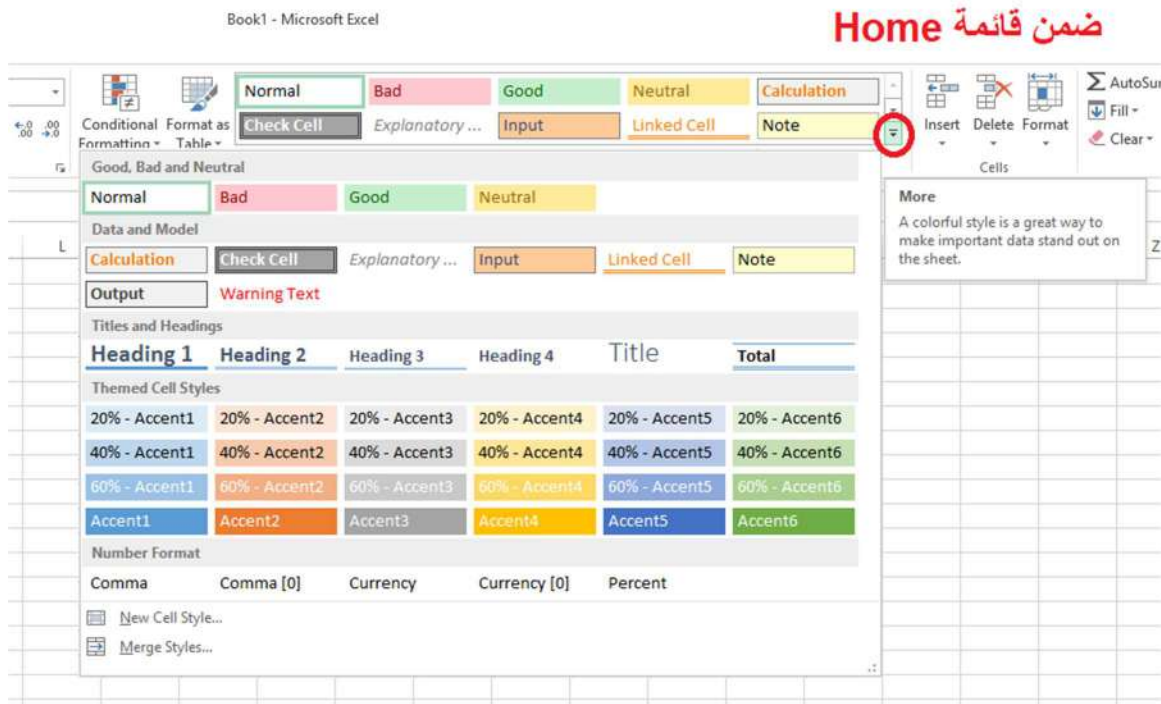 Book1 - Microsoft Excel
ضمن قائمة Home
Normal Bad Good Neutral Calculation
Check Cell Explanatory ... Input Linked Cell Note
Conditional Formatting
Format as Table
Insert Delete Format
Cells
AutoSu
Fill
Clear
More
A colorful style is a great way to
make important data stand out on
the sheet.
L
Z
Good, Bad and Neutral
Normal Bad Good Neutral
Data and Model
Calculation Check Cell Explanatory ... Input Linked Cell Note
Output Warning Text
Titles and Headings
Heading 1 Heading 2 Heading 3 Heading 4 Title Total
Themed Cell Styles
20% - Accent1 20% - Accent2 20% - Accent3 20% - Accent4 20% - Accent5 20% - Accent6
40% - Accent1 40% - Accent2 40% - Accent3 40% - Accent4 40% - Accent5 40% - Accent6
60% - Accent1 60% - Accent2 60% - Accent3 60% - Accent4 60% - Accent5 60% - Accent6
Accent1 Accent2 Accent3 Accent4 Accent5 Accent6
Number Format
Comma Comma [0] Currency Currency [0] Percent
New Cell Style...
Merge Styles...